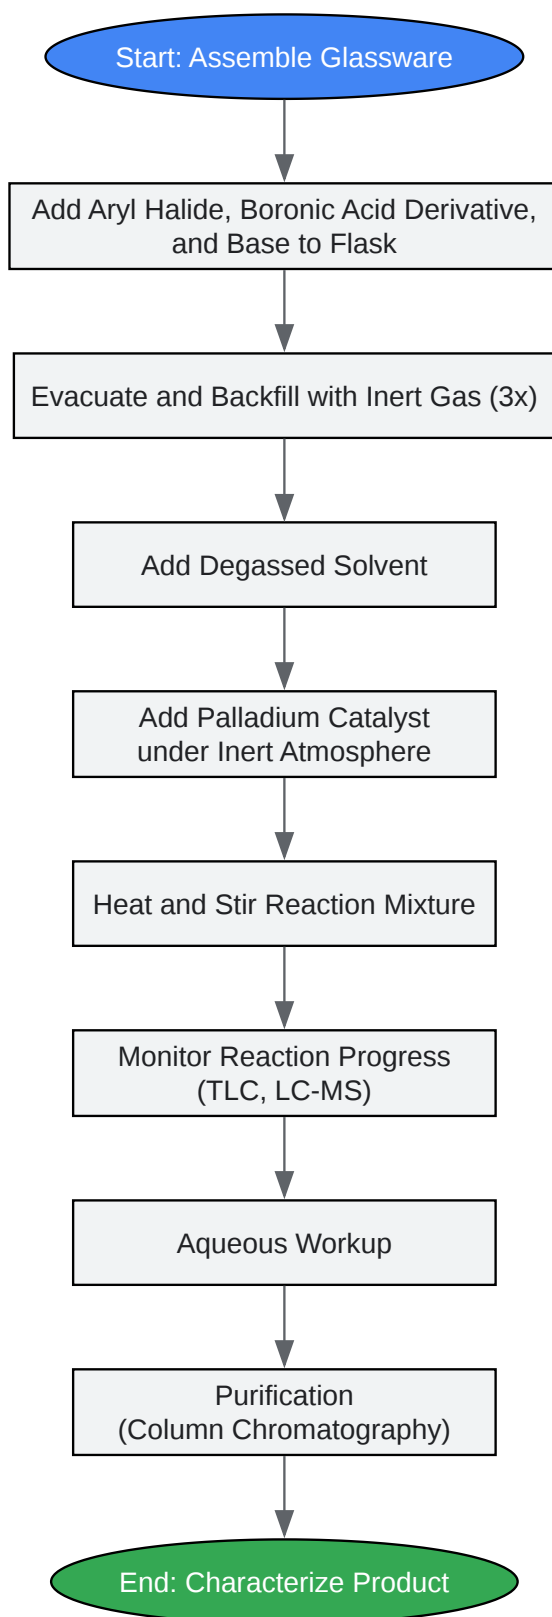 Start: Assemble Glassware
Add Aryl Halide, Boronic Acid Derivative,
and Base to Flask
Evacuate and Backfill with Inert Gas (3x)
Add Degassed Solvent
Add Palladium Catalyst
under Inert Atmosphere
Heat and Stir Reaction Mixture
Monitor Reaction Progress
(TLC, LC-MS)
Aqueous Workup
Purification
(Column Chromatography)
End: Characterize Product